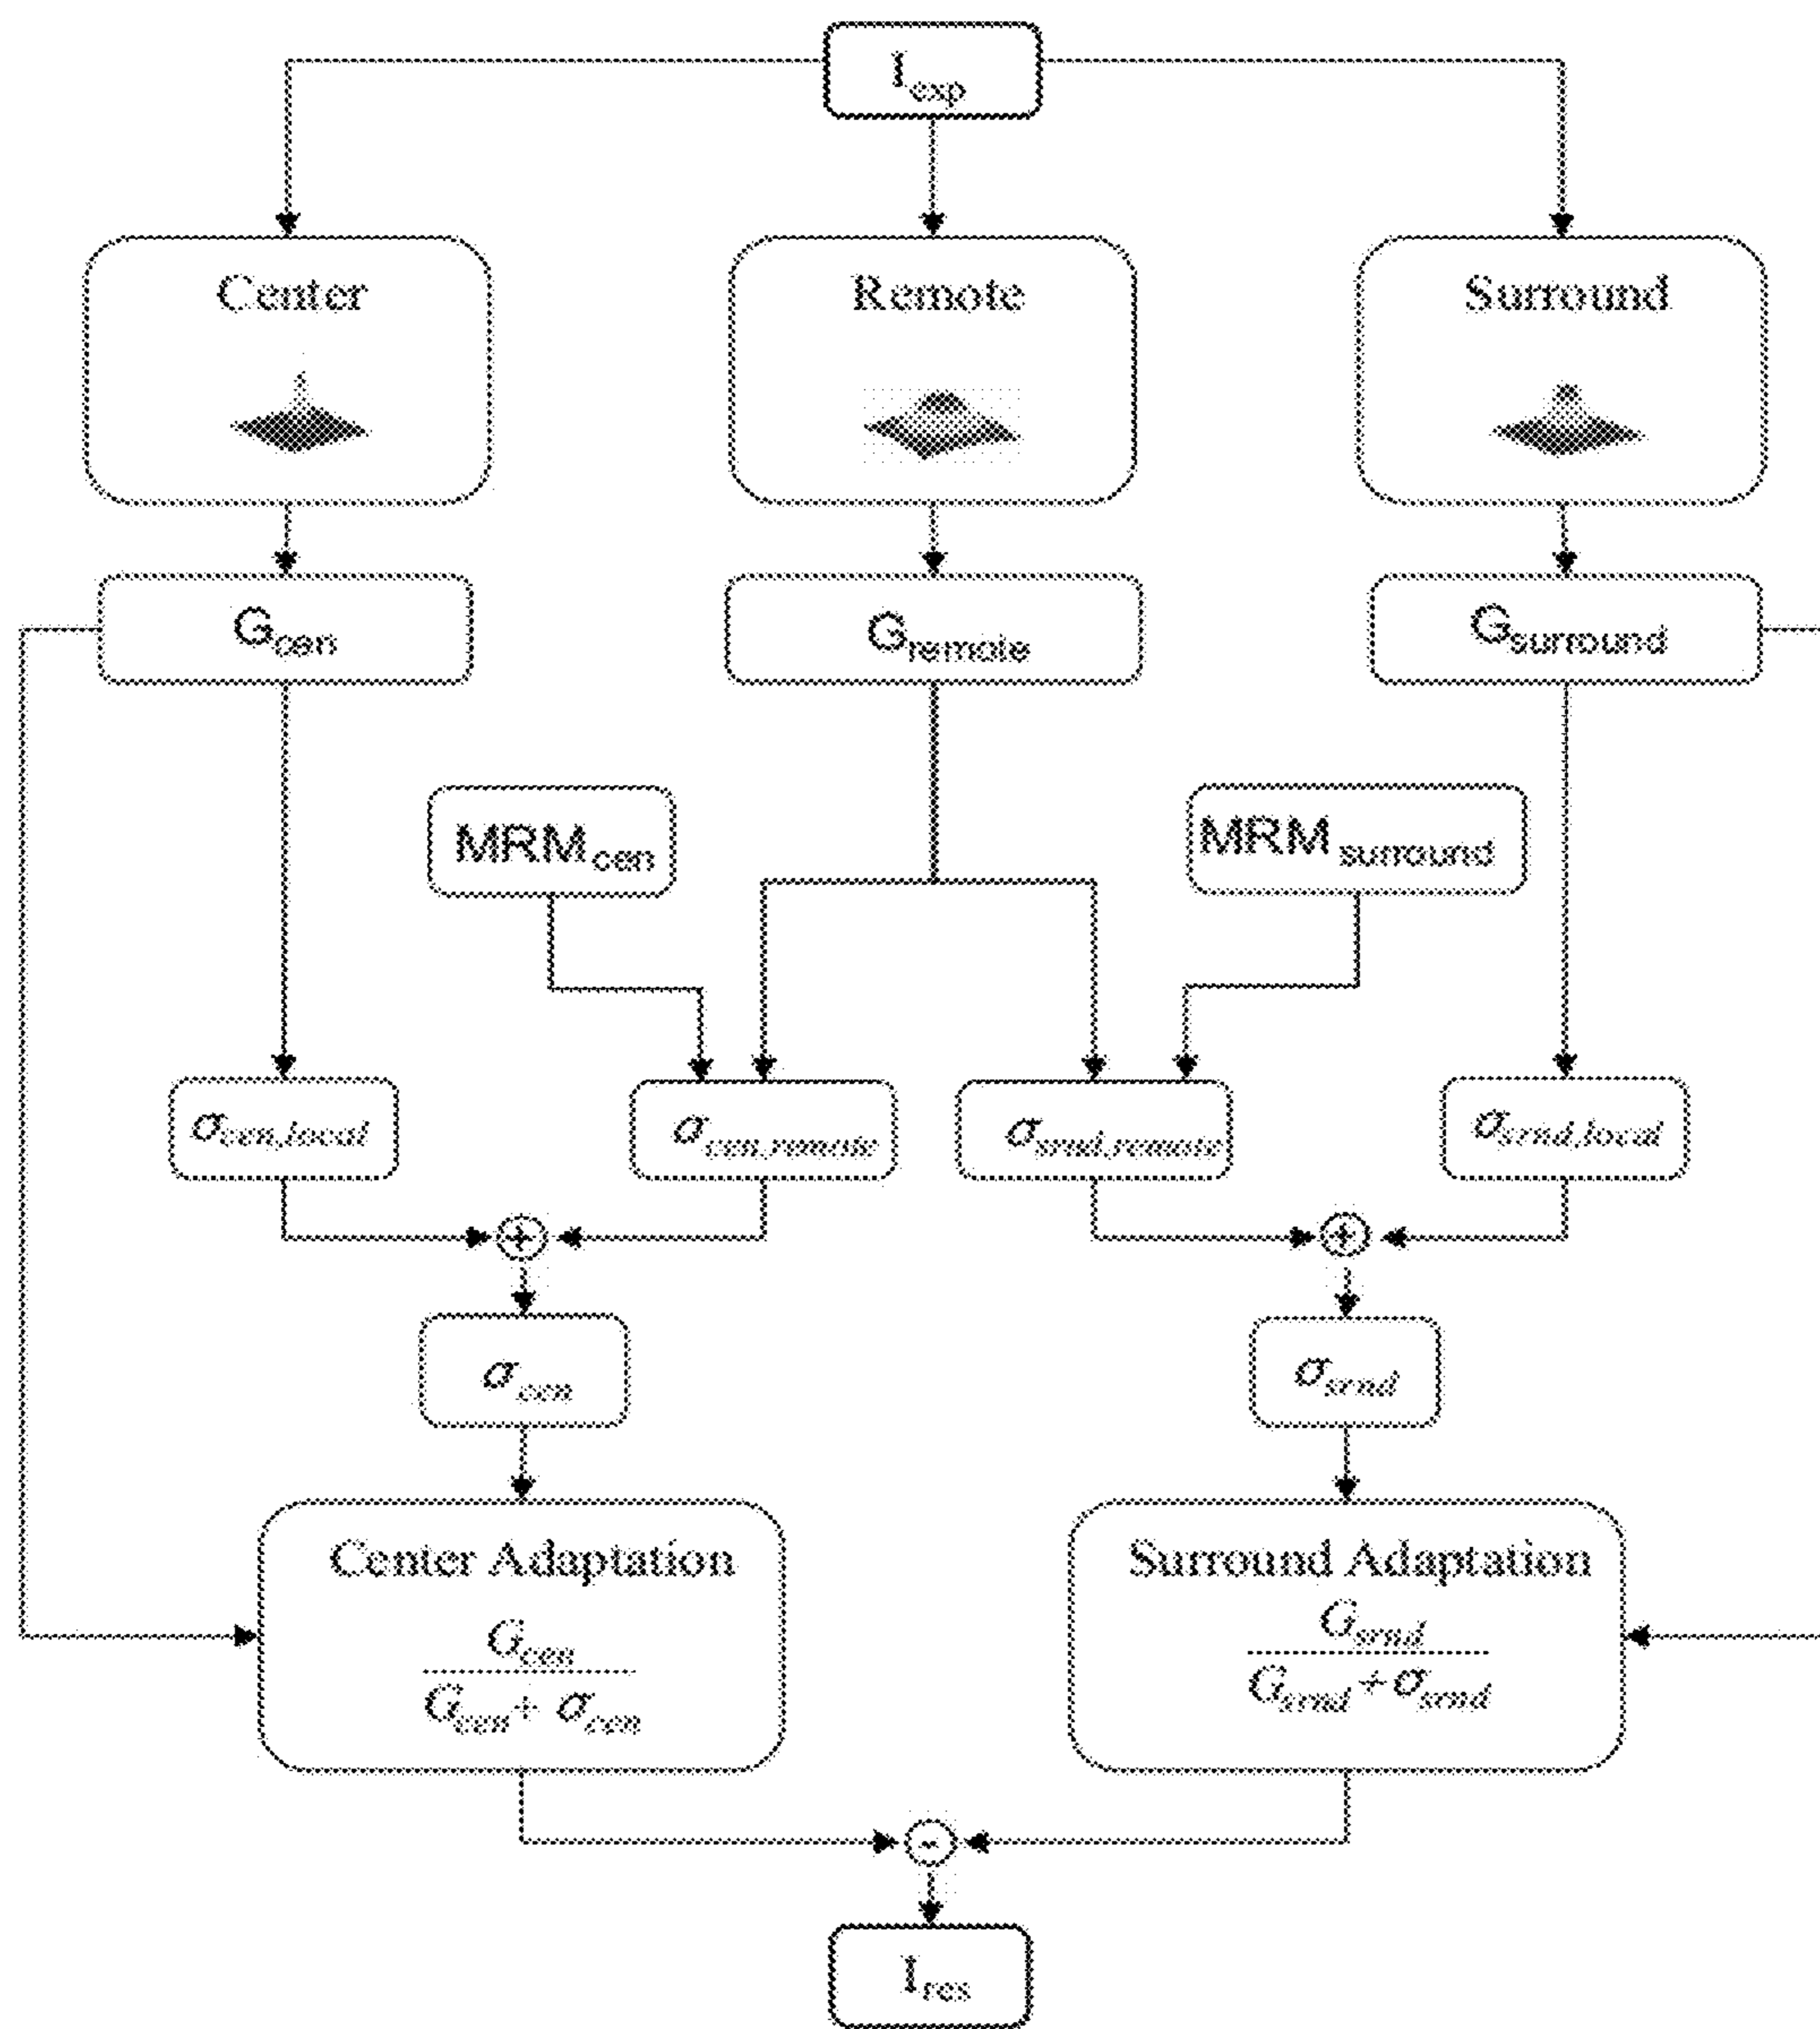 I_exp
Center
Remote
Surround
G_cen
G_remote
G_surround
MRM_cen
MRM_surround
σ_cen,local
σ_cen,remote
σ_srnd,remote
σ_srnd,local
+
+
σ_cen
σ_srnd
Center Adaptation
G_cen
G_cen + σ_cen
Surround Adaptation
G_srnd
G_srnd + σ_srnd
-
I_res